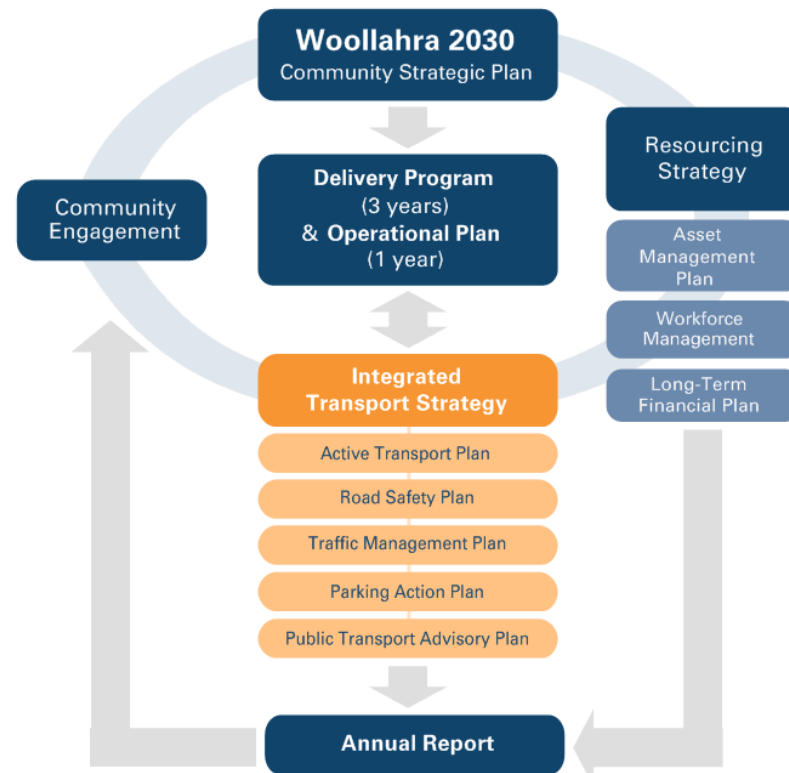 Woollahra 2030
Community Strategic Plan
Delivery Program
(3 years)
& Operational Plan
(1 year)
Community
Engagement
Resourcing
Strategy
Asset
Management
Plan
Workforce
Management
Long-Term
Financial Plan
Integrated
Transport Strategy
Active Transport Plan
Road Safety Plan
Traffic Management Plan
Parking Action Plan
Public Transport Advisory Plan
Annual Report